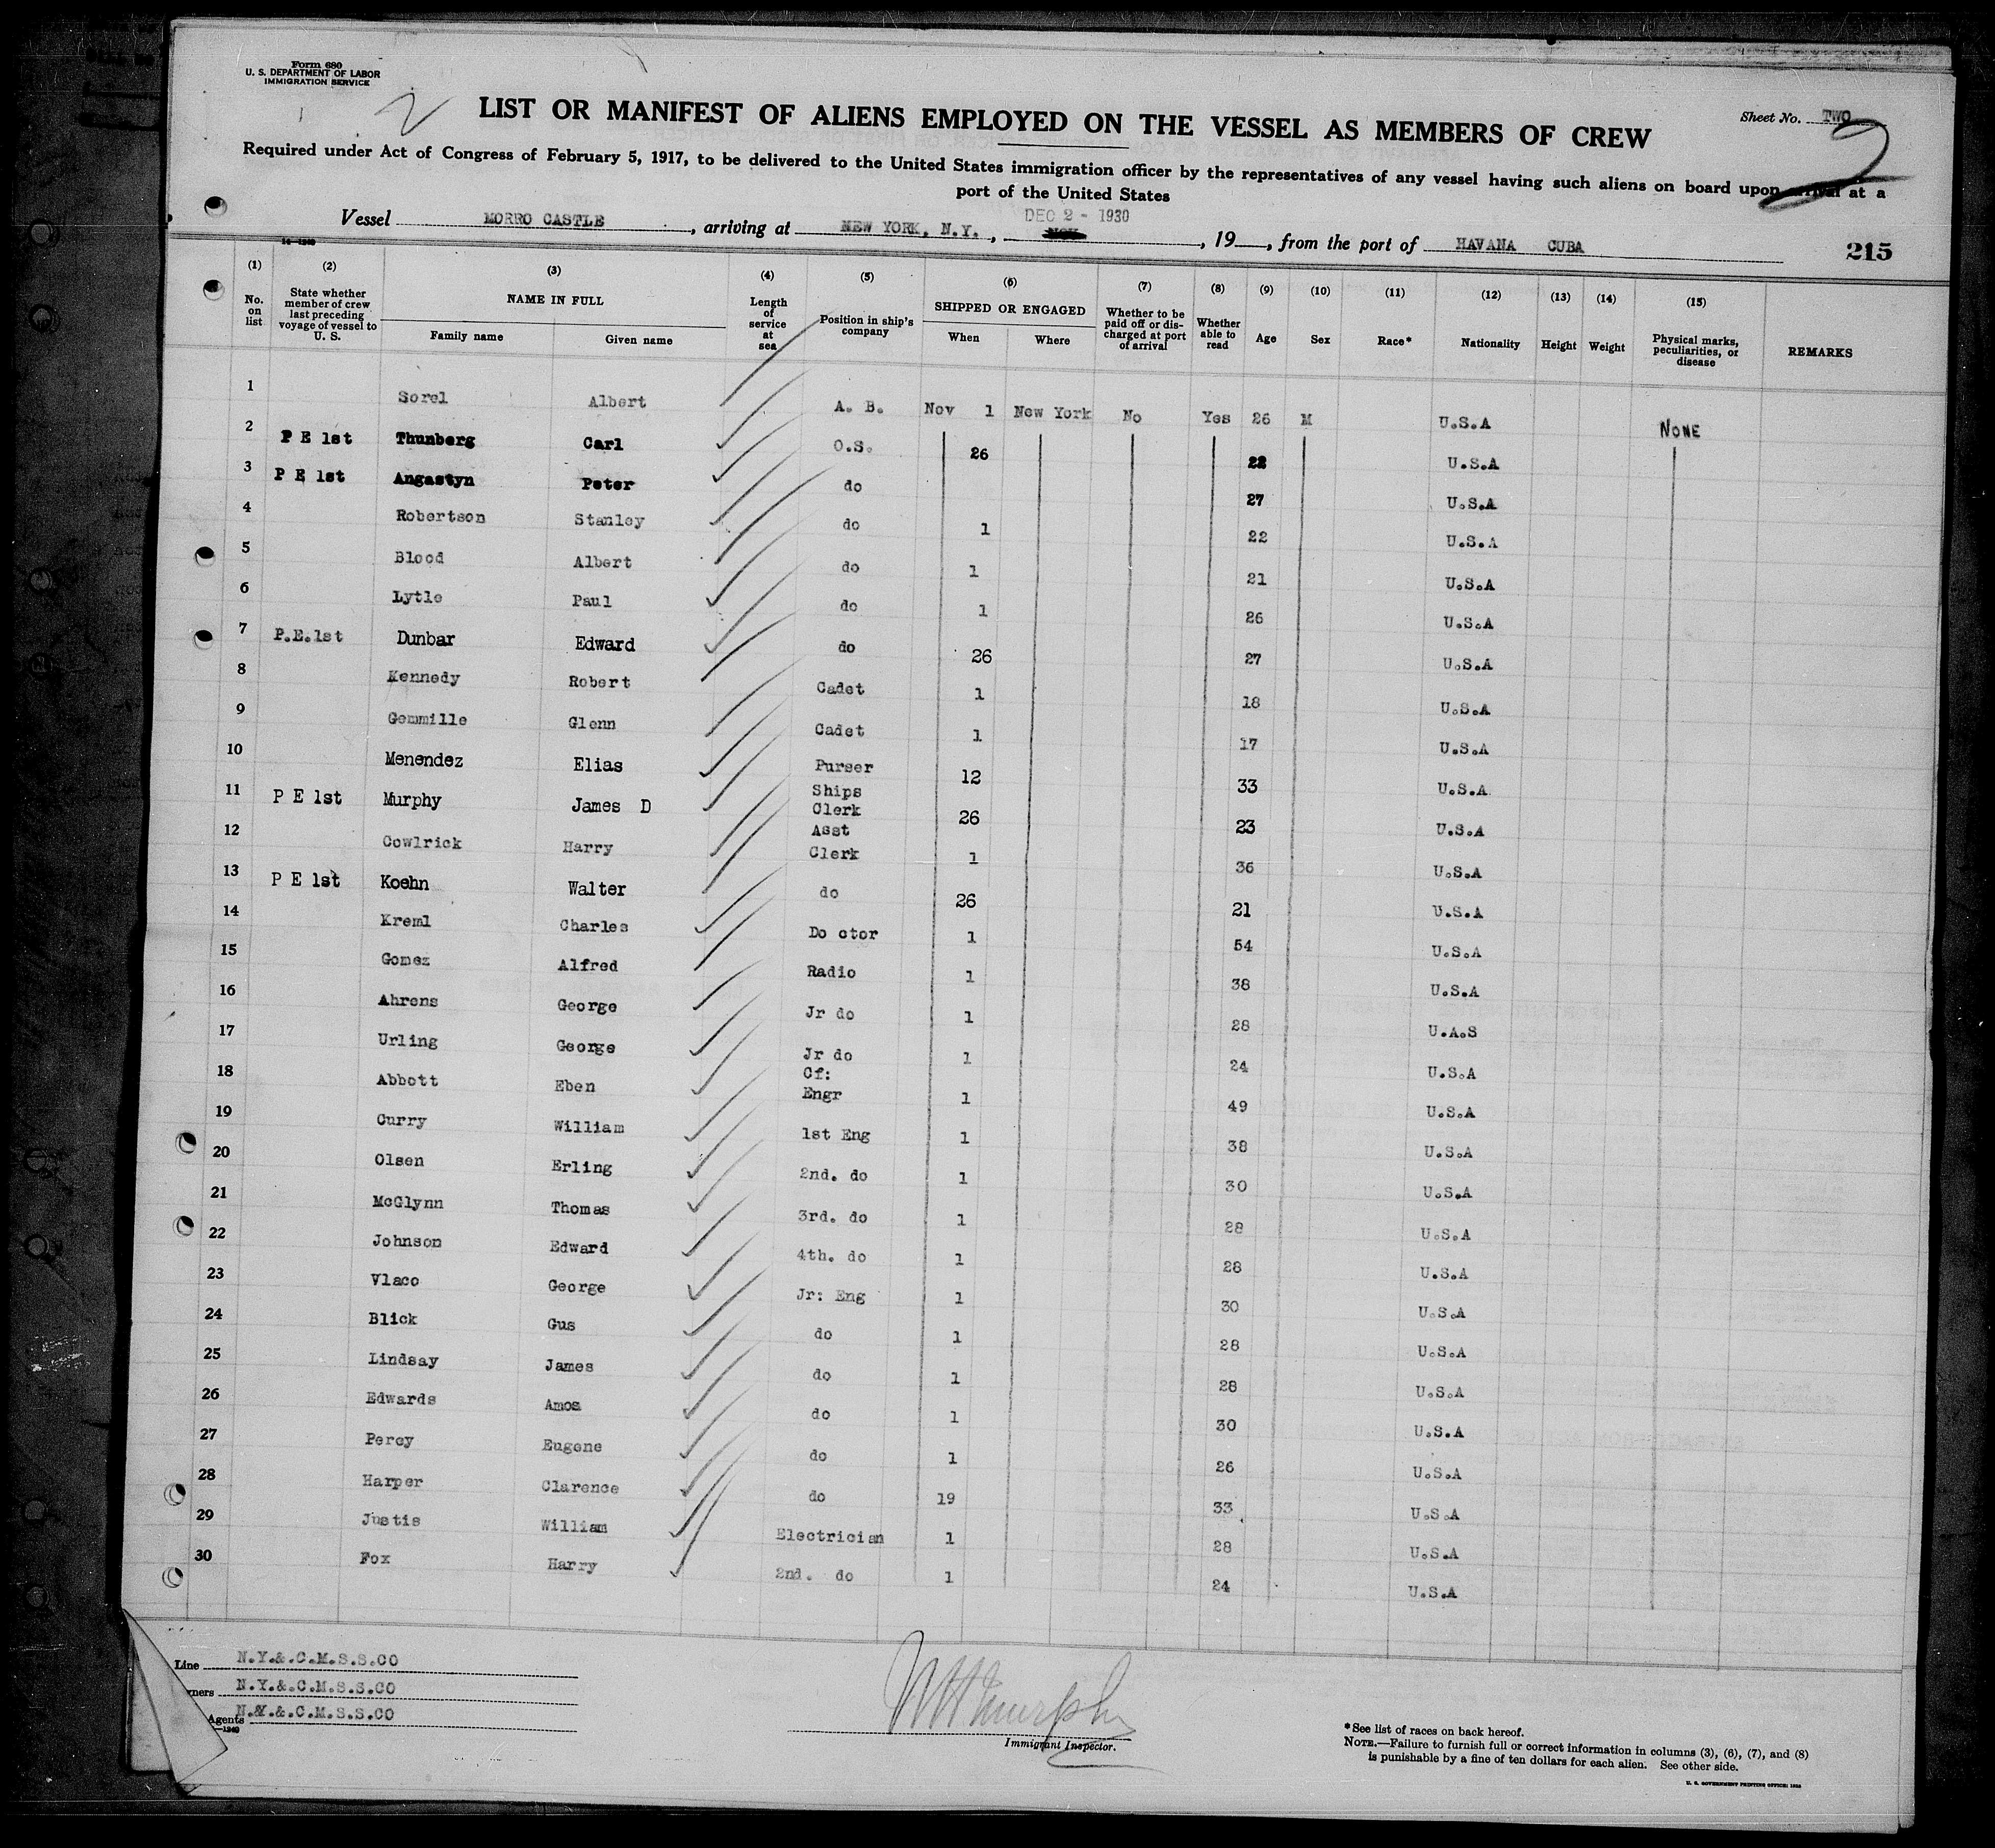 Form 680
U. S. DEPARTMENT OF LABOR
IMMIGRATION SERVICE
2
LIST OR MANIFEST OF ALIENS EMPLOYED ON THE VESSEL AS MEMBERS OF CREW
Sheet No. TWO
2
Required under Act of Congress of February 5, 1917, to be delivered to the United States immigration officer by the representatives of any vessel having such aliens on board upon arrival at a
port of the United States
Vessel MORRO CASTLE, arriving at NEW YORK, N.Y., DEC 2 - 1930, 19__, from the port of HAVANA CUBA
215
14—1240
(1) (2) (3) (4) (5) (6) (7) (8) (9) (10) (11) (12) (13) (14) (15)
No. on list State whether member of crew last preceding voyage of vessel to U. S. NAME IN FULL Family name Given name Length of service at sea Position in ship's company SHIPPED OR ENGAGED When Where Whether to be paid off or discharged at port of arrival Whether able to read Age Sex Race* Nationality Height Weight Physical marks, peculiarities, or disease REMARKS
1 Sorel Albert A. B. Nov 1 New York No Yes 26 M U.S.A NONE
2 P E 1st Thunberg Carl O.S. 26 22 U.S.A
3 P E 1st Angastyn Peter do 27 U.S.A
4 Robertson Stanley do 1 22 U.S.A
5 Blood Albert do 1 21 U.S.A
6 Lytle Paul do 1 26 U.S.A
7 P.E.1st Dunbar Edward do 26 27 U.S.A
8 Kennedy Robert Cadet 1 18 U.S.A
9 Gemmille Glenn Cadet 1 17 U.S.A
10 Menendez Elias Purser 12 33 U.S.A
11 P E 1st Murphy James D Ships Clerk 26 23 U.S.A
12 Cowlrick Harry Asst Clerk 1 36 U.S.A
13 P E 1st Koehn Walter do 26 21 U.S.A
14 Kreml Charles Do ctor 1 54 U.S.A
15 Gomez Alfred Radio 1 38 U.S.A
16 Ahrens George Jr do 1 28 U.A.S
17 Urling George Jr do 1 24 U.S.A
18 Abbott Eben Cf: Engr 1 49 U.S.A
19 Curry William 1st Eng 1 38 U.S.A
20 Olsen Erling 2nd. do 1 30 U.S.A
21 McGlynn Thomas 3rd. do 1 28 U.S.A
22 Johnson Edward 4th. do 1 28 U.S.A
23 Vlaco George Jr: Eng 1 30 U.S.A
24 Blick Gus do 1 28 U.S.A
25 Lindsay James do 1 28 U.S.A
26 Edwards Amos do 1 30 U.S.A
27 Percy Eugene do 1 26 U.S.A
28 Harper Clarence do 19 33 U.S.A
29 Justis William Electrician 1 28 U.S.A
30 Fox Harry 2nd. do 1 24 U.S.A
Line N.Y.&.C.M.S.S.CO
ners N.Y.&.C.M.S.S.CO
Agents N.Y.&.C.M.S.S.CO
—1240
Murphy
Immigrant Inspector.
*See list of races on back hereof.
NOTE.—Failure to furnish full or correct information in columns (3), (6), (7), and (8)
is punishable by a fine of ten dollars for each alien. See other side.